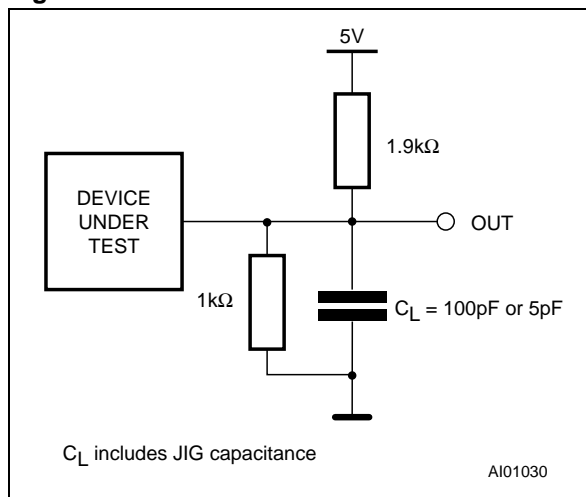 5V
1.9kΩ
DEVICE
UNDER
TEST
OUT
1kΩ
CL = 100pF or 5pF
CL includes JIG capacitance
AI01030